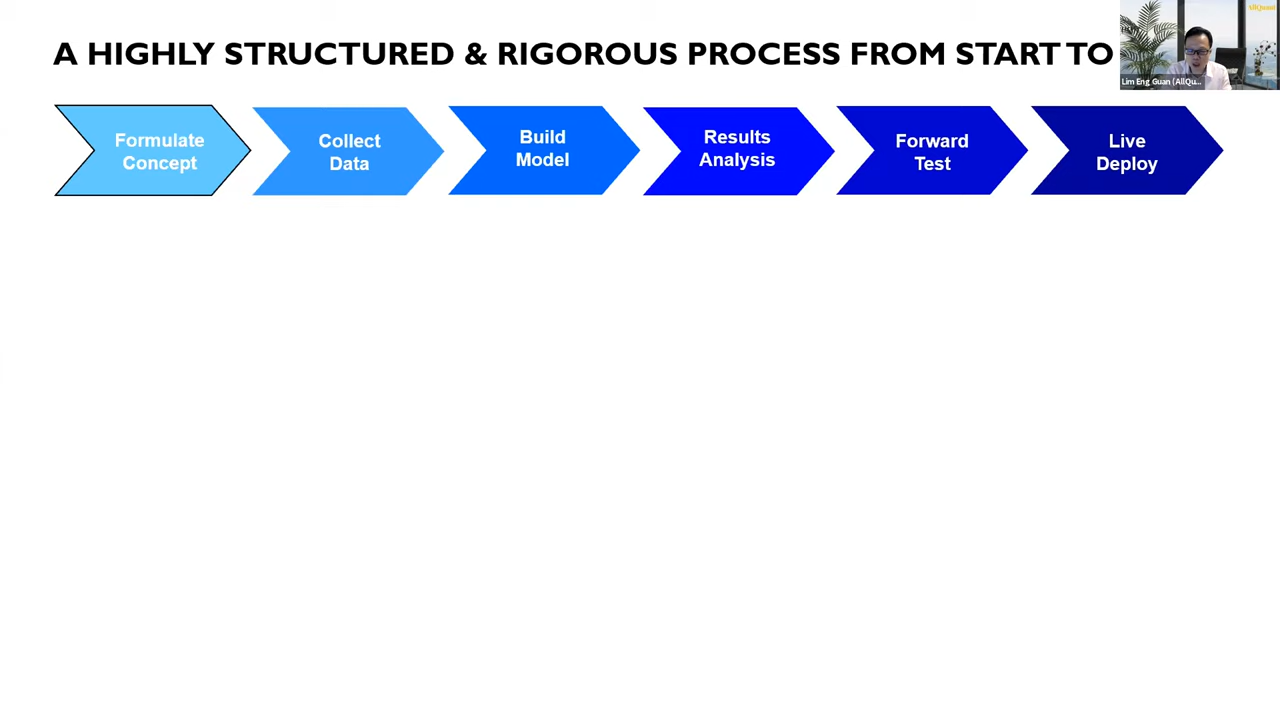 A HIGHLY STRUCTURED & RIGOROUS PROCESS FROM START TO
AllQuant
Lim Eng Guan (AllQu...
Formulate
Concept
Collect
Data
Build
Model
Results
Analysis
Forward
Test
Live
Deploy